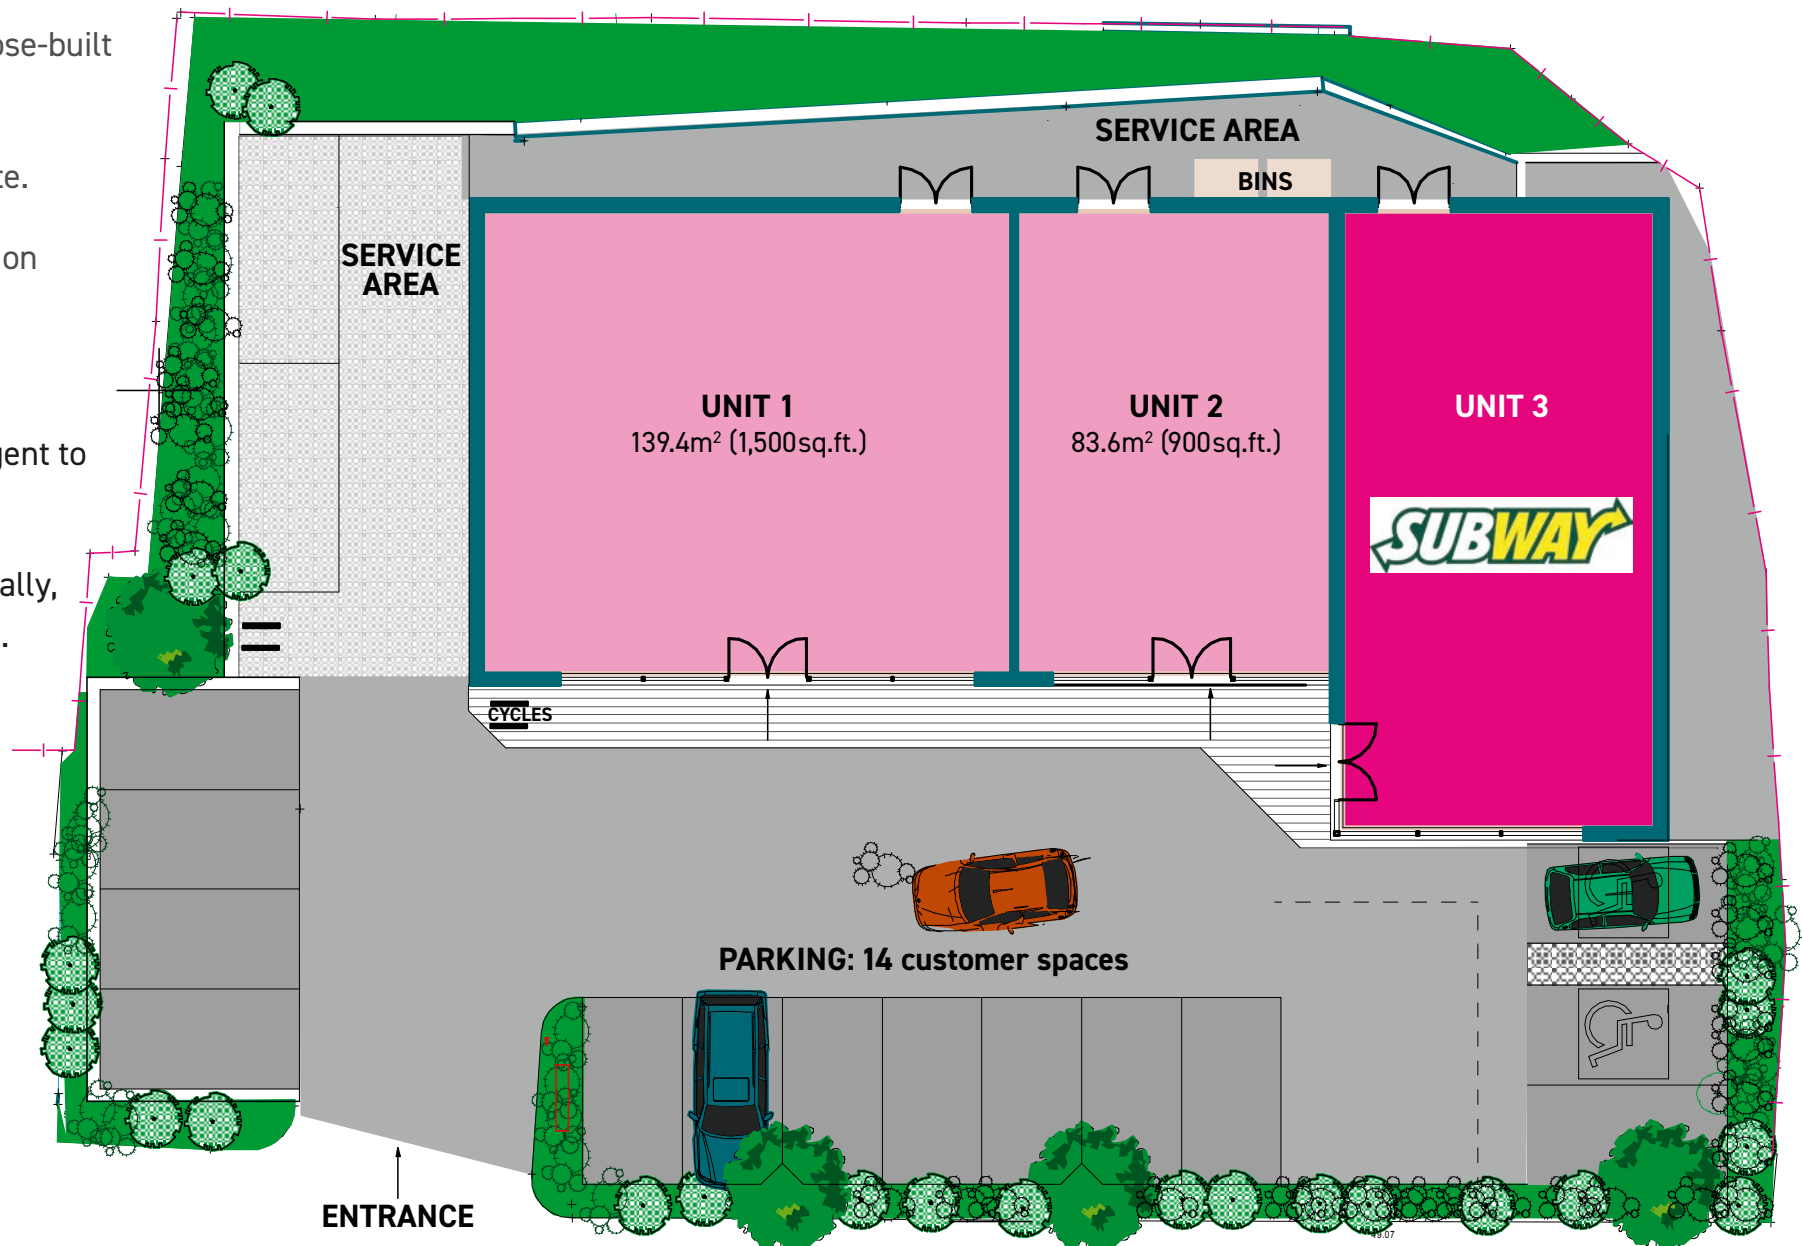 ose-built
te.
on
gent to
ally,
.
SERVICE AREA
BINS
SERVICE
AREA
UNIT 1
139.4m² (1,500sq.ft.)
UNIT 2
83.6m² (900sq.ft.)
UNIT 3
SUBWAY
CYCLES
PARKING: 14 customer spaces
ENTRANCE